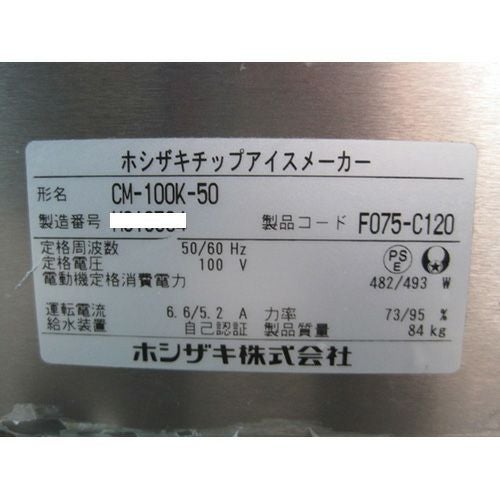 ホシザキチップアイスメーカー
形名 CM-100K-50
製造番号 製品コード F075-C120
定格周波数 50/60 Hz
定格電圧 100 V
電動機定格消費電力 482/493 W
PS
E
運転電流 6.6/5.2 A 力率 73/95 %
給水装置 自己認証 製品質量 84 kg
ホシザキ株式会社